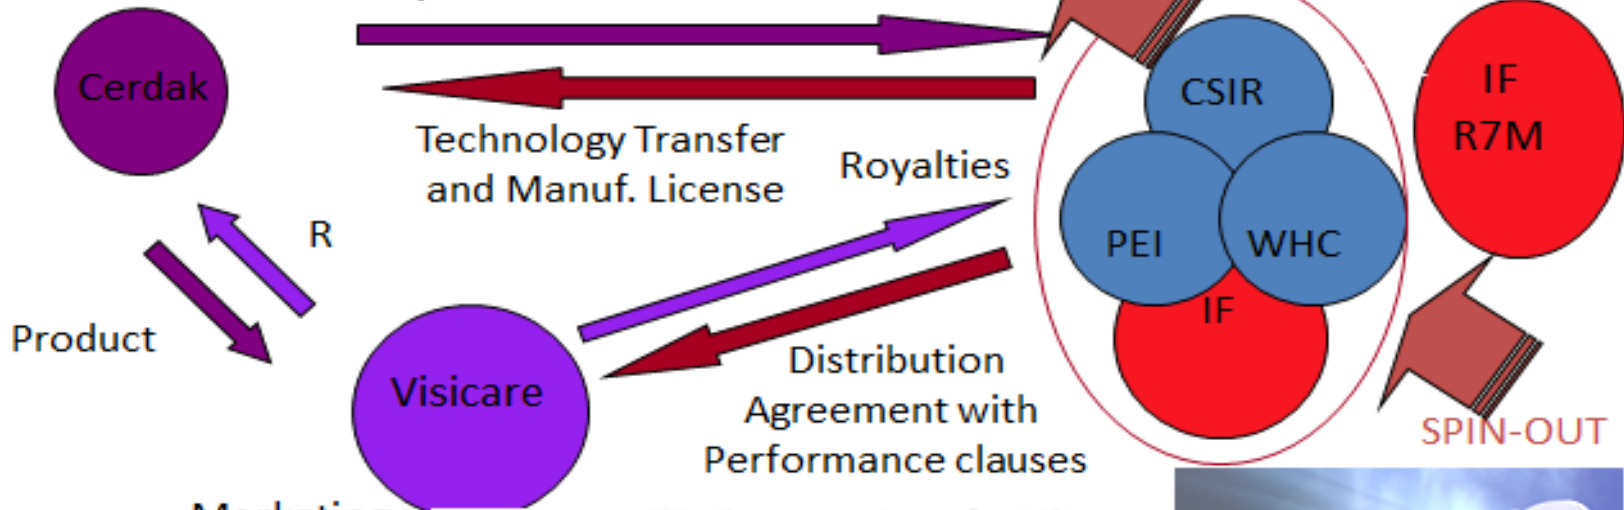 Cerdak
CSIR
IF
R7M
Technology Transfer
and Manuf. License
Royalties
R
PEI
WHC
IF
Product
Visicare
Distribution
Agreement with
Performance clauses
SPIN-OUT
Marketing